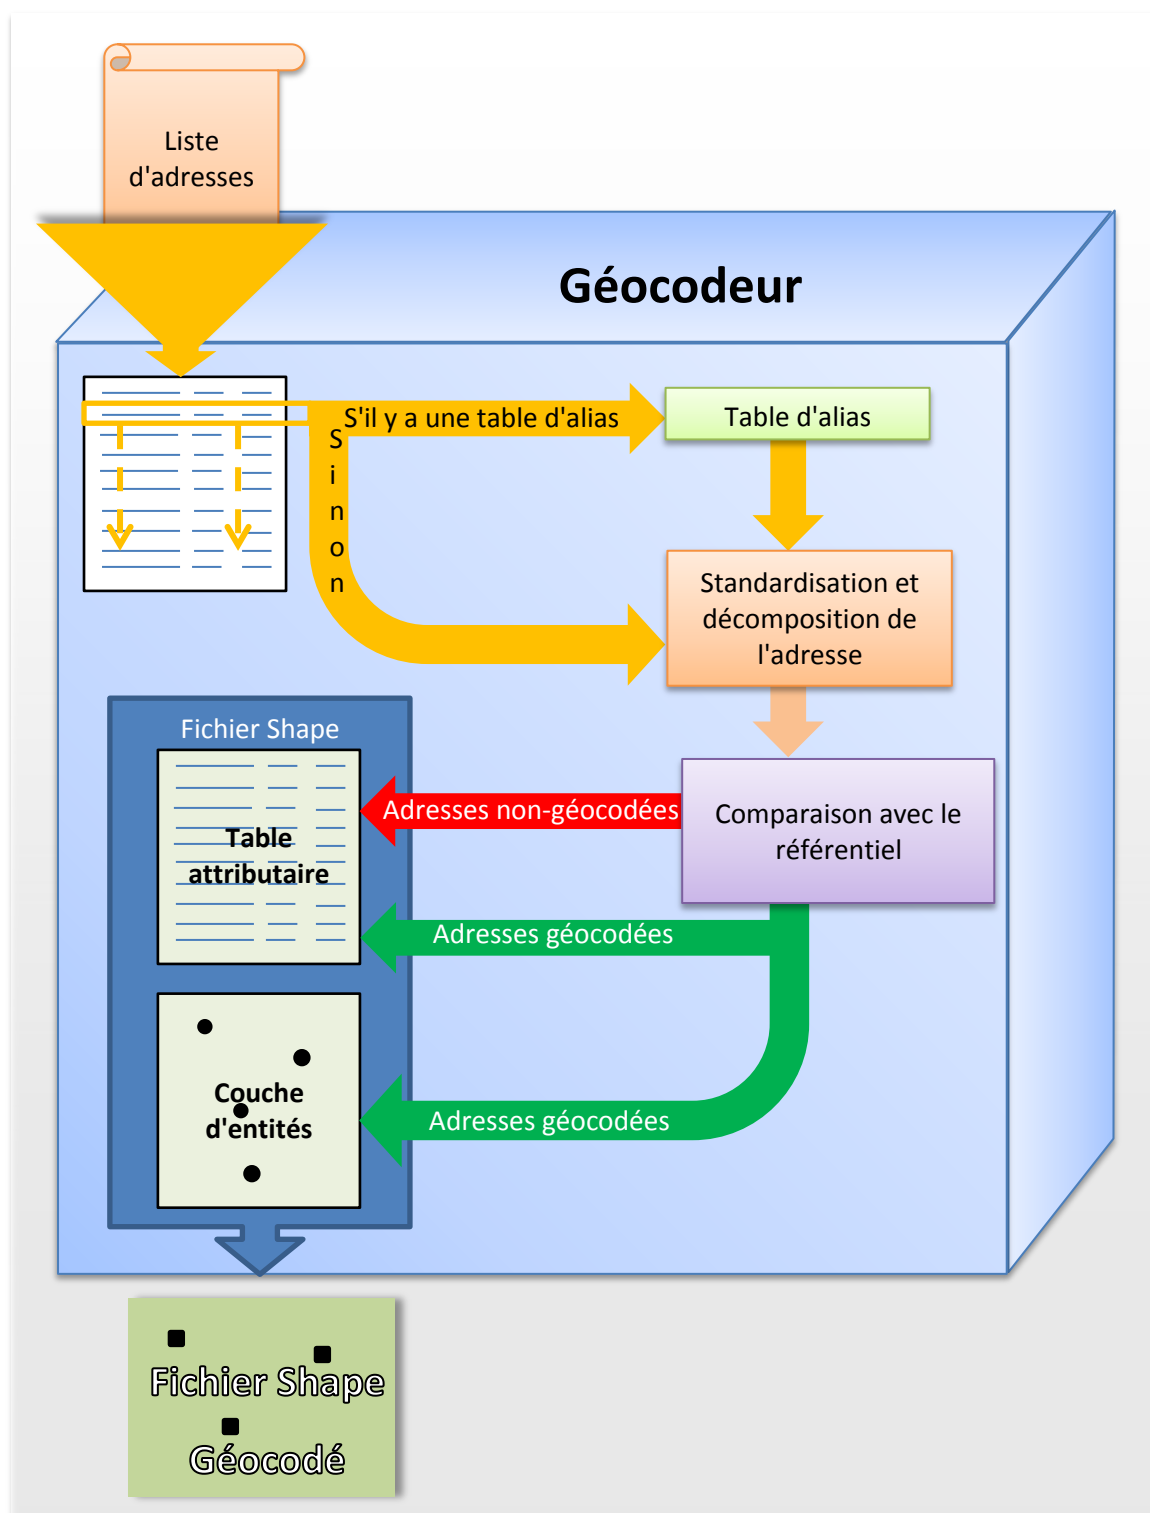 Liste
d'adresses
Géocodeur
S'il y a une table d'alias
Sinon
Table d'alias
Standardisation et
décomposition de
l'adresse
Fichier Shape
Table
attributaire
Adresses non-géocodées
Comparaison avec le
référentiel
Adresses géocodées
Couche
d'entités
Adresses géocodées
Fichier Shape
Géocodé